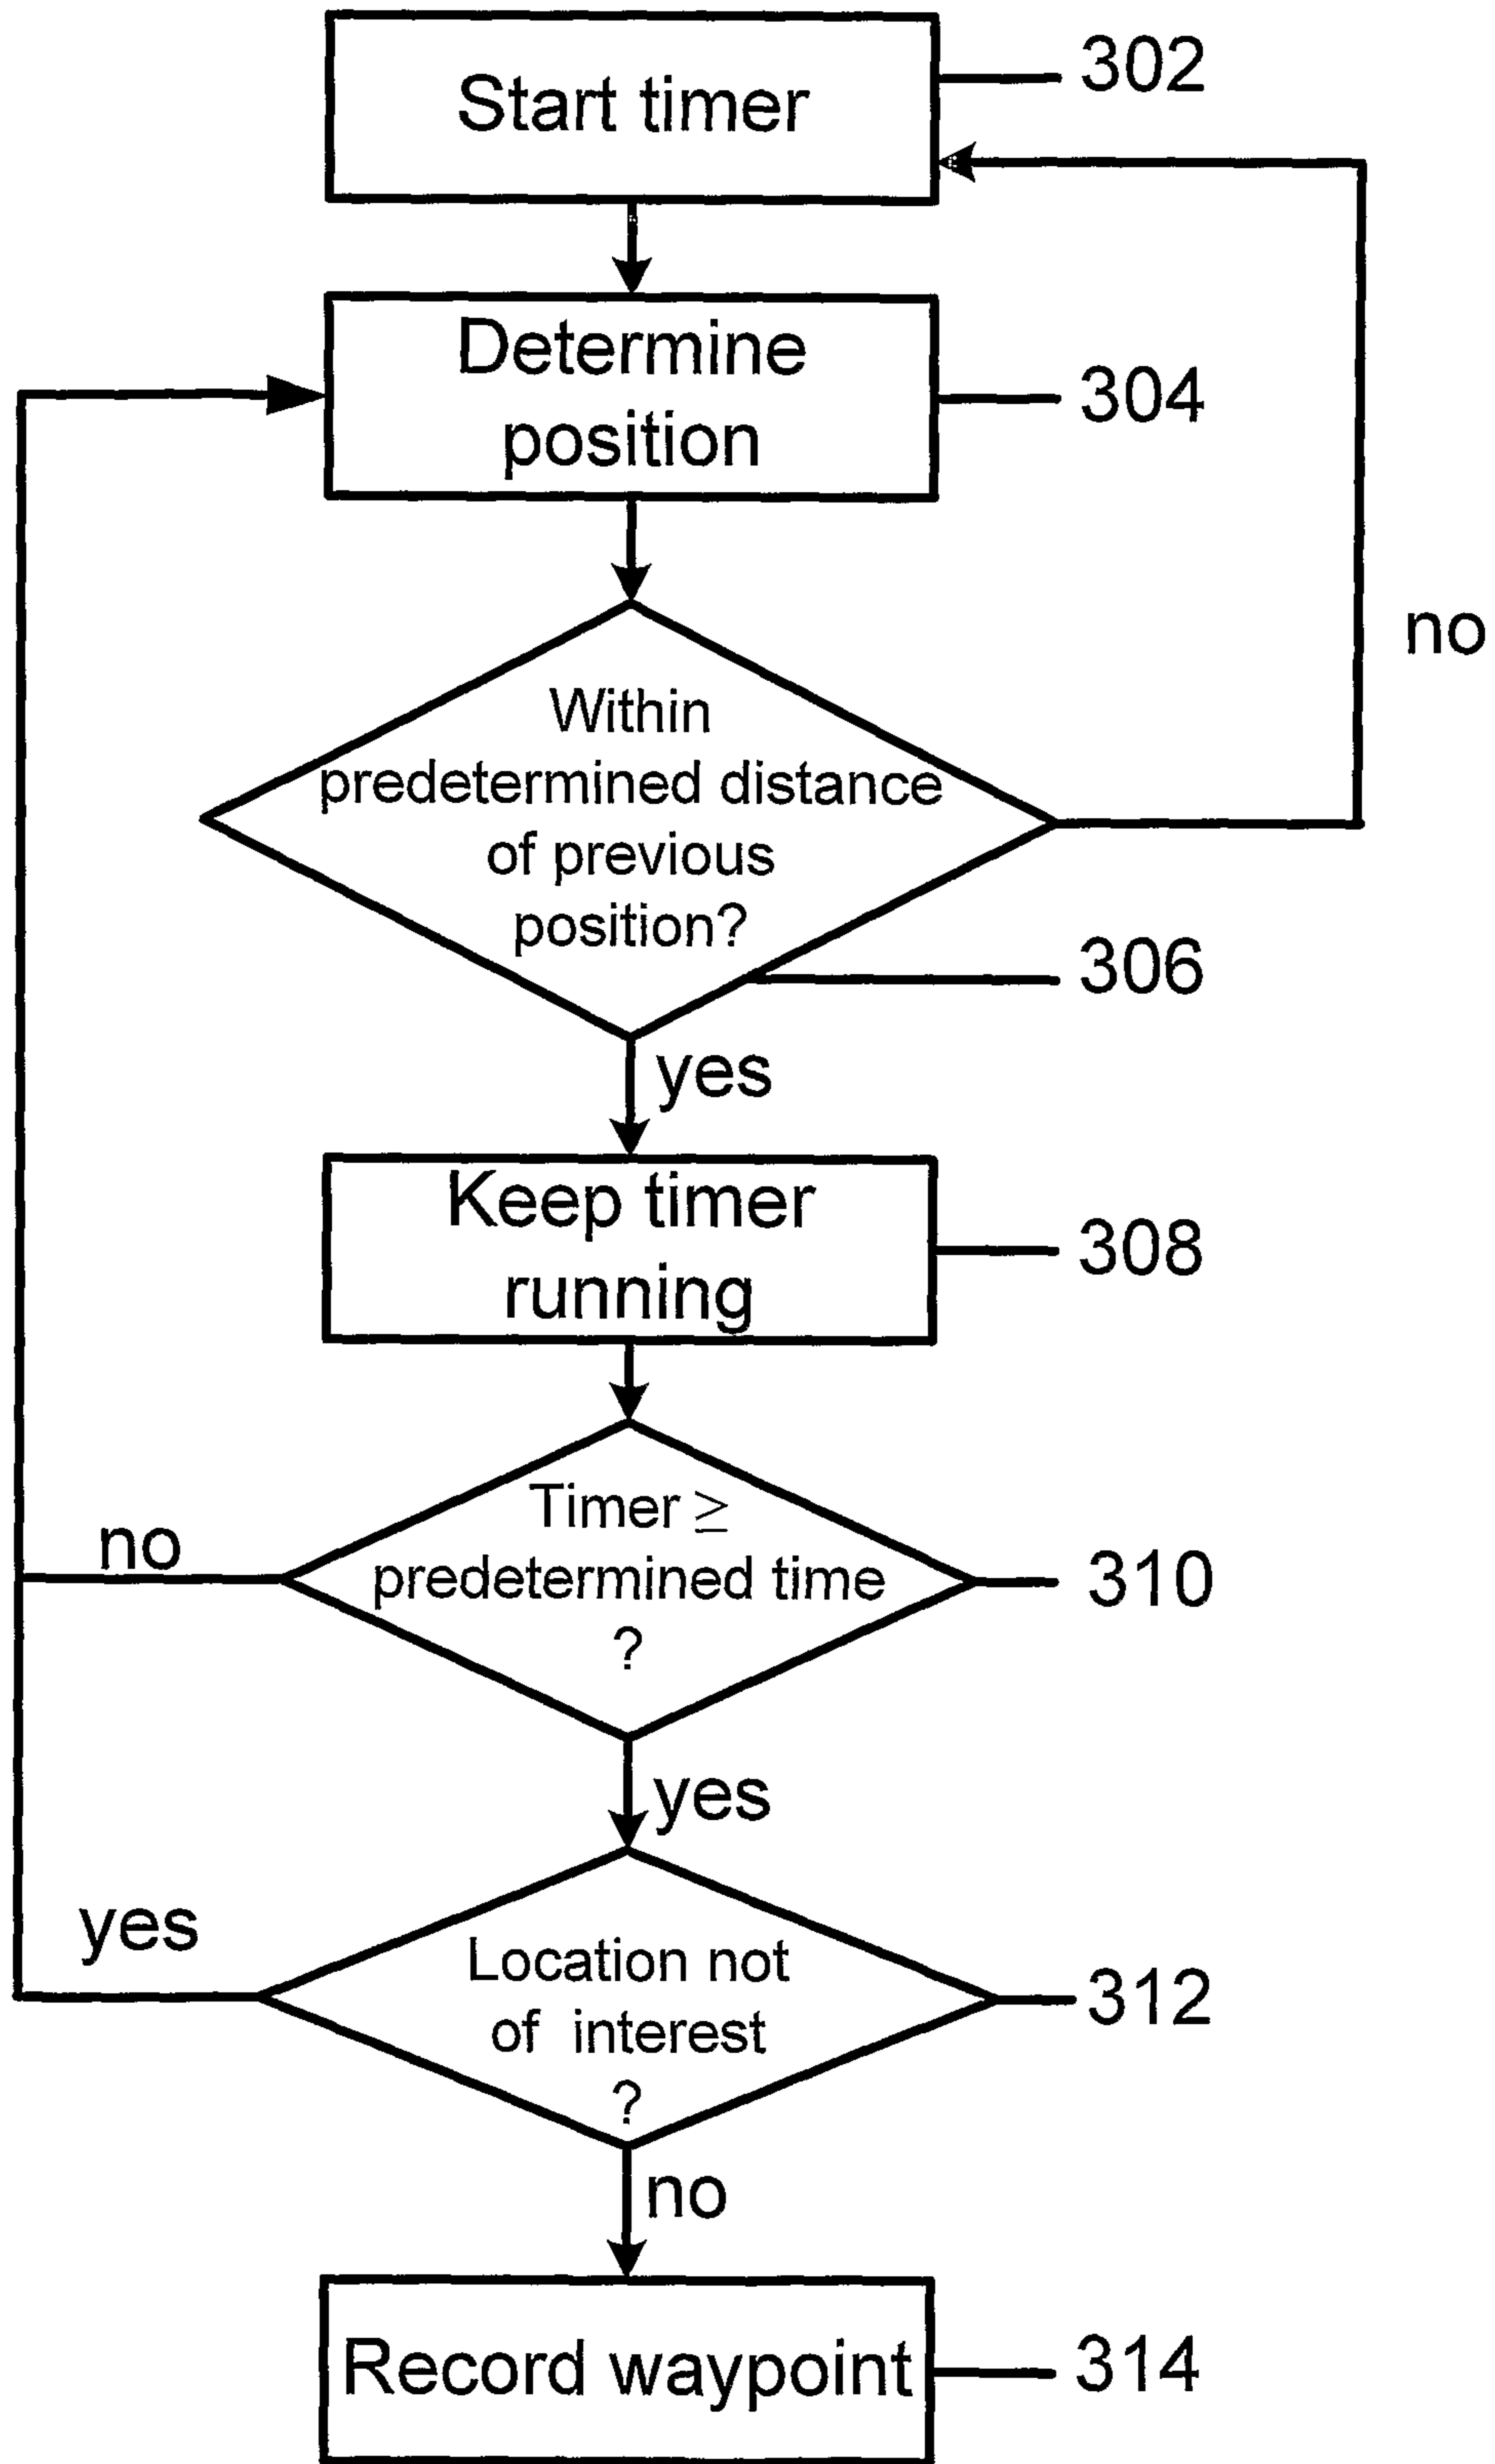 Start timer
302
Determine
position
304
Within
predetermined distance
of previous
position?
no
306
yes
Keep timer
running
308
Timer ≥
predetermined time
?
no
310
yes
Location not
of interest
?
yes
312
no
Record waypoint
314